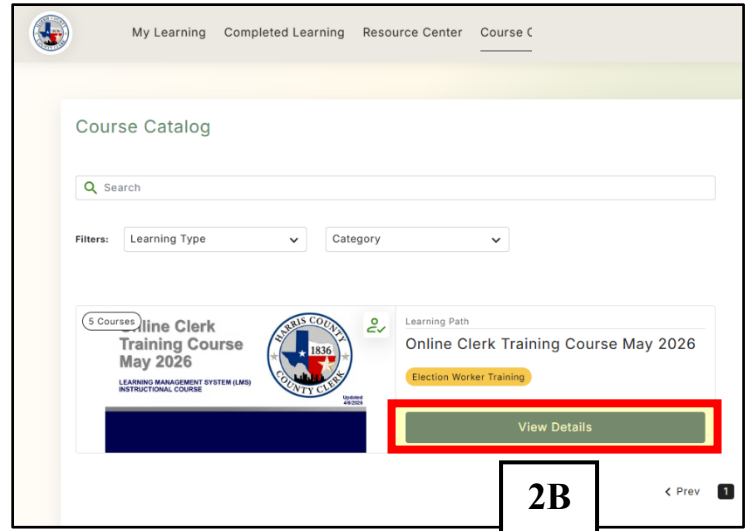 My Learning Completed Learning Resource Center Course C
Course Catalog
Search
Filters: Learning Type Category
5 Courses
nline Clerk
Training Course
May 2026
LEARNING MANAGEMENT SYSTEM (LMS)
INSTRUCTIONAL COURSE
HARRIS COUNTY
1836
COUNTY CLERK
Updated
Learning Path
Online Clerk Training Course May 2026
Election Worker Training
View Details
2B
Prev 1